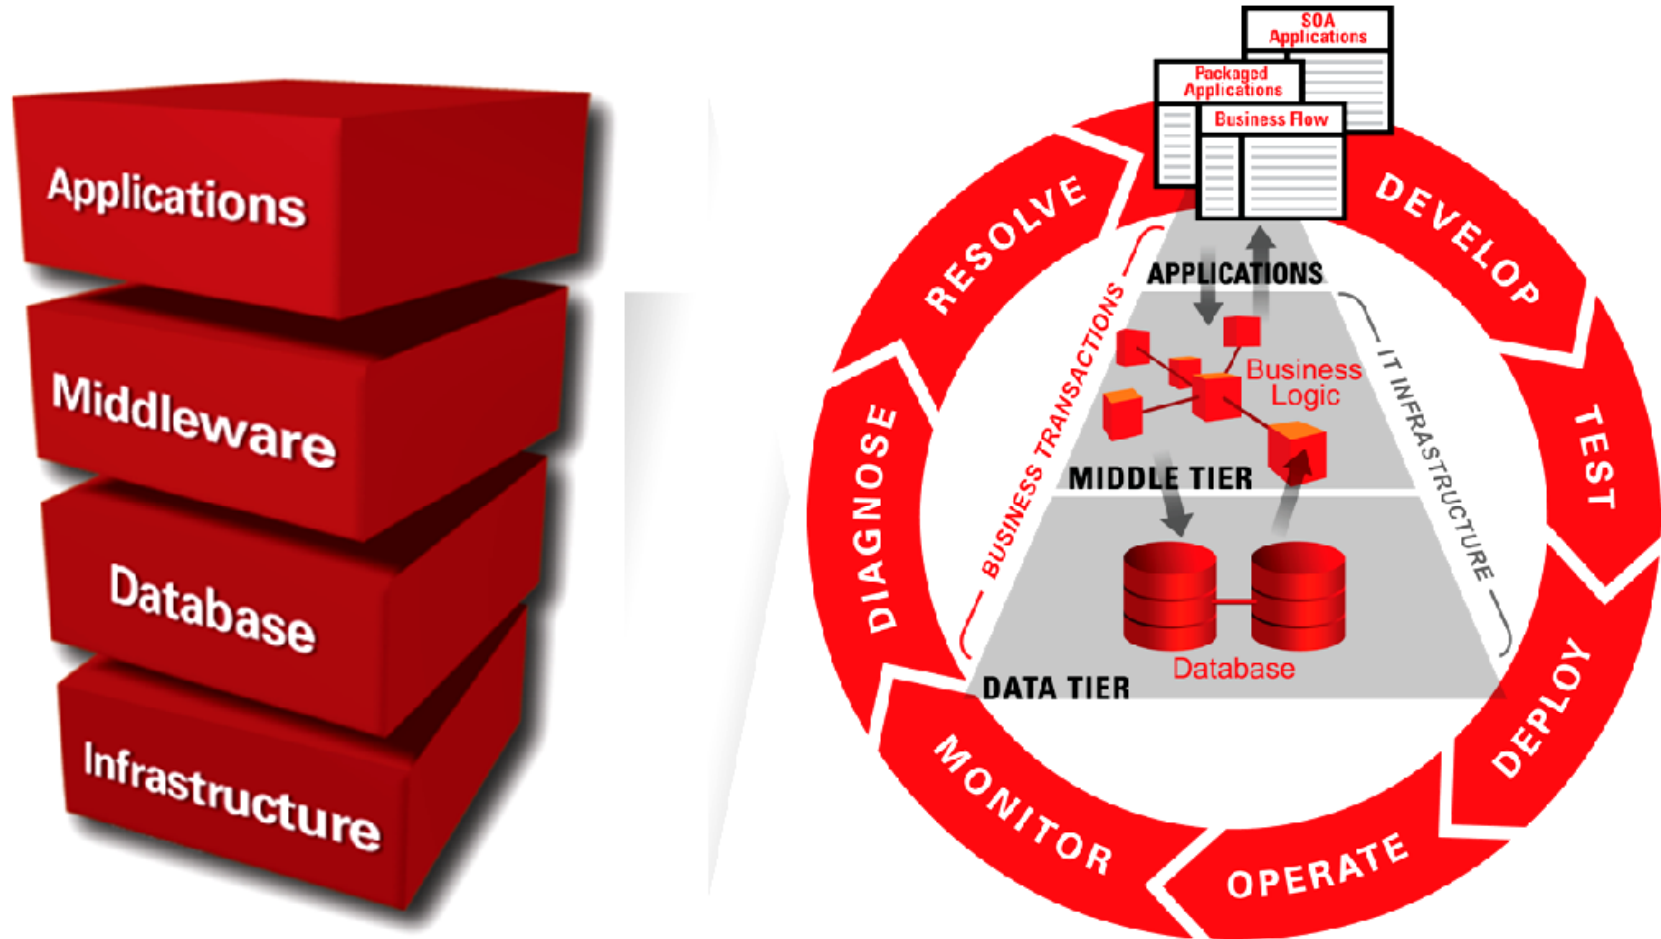 Applications
Middleware
Database
Infrastructure
SOA
Applications
Packaged
Applications
Business Flow
DEVELOP
TEST
DEPLOY
OPERATE
MONITOR
DIAGNOSE
RESOLVE
BUSINESS TRANSACTIONS
IT INFRASTRUCTURE
APPLICATIONS
Business
Logic
MIDDLE TIER
Database
DATA TIER